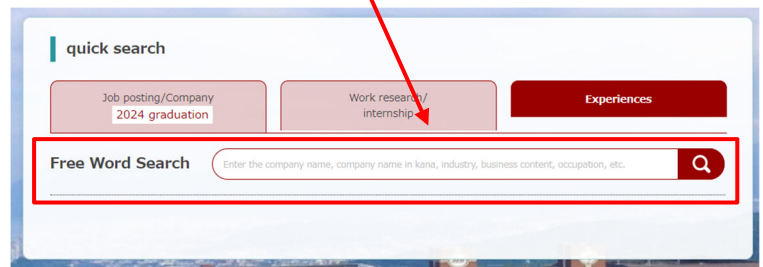 quick search
Job posting/Company
2024 graduation
Work research/
internship
Experiences
Free Word Search
Enter the company name, company name in kana, industry, business content, occupation, etc.